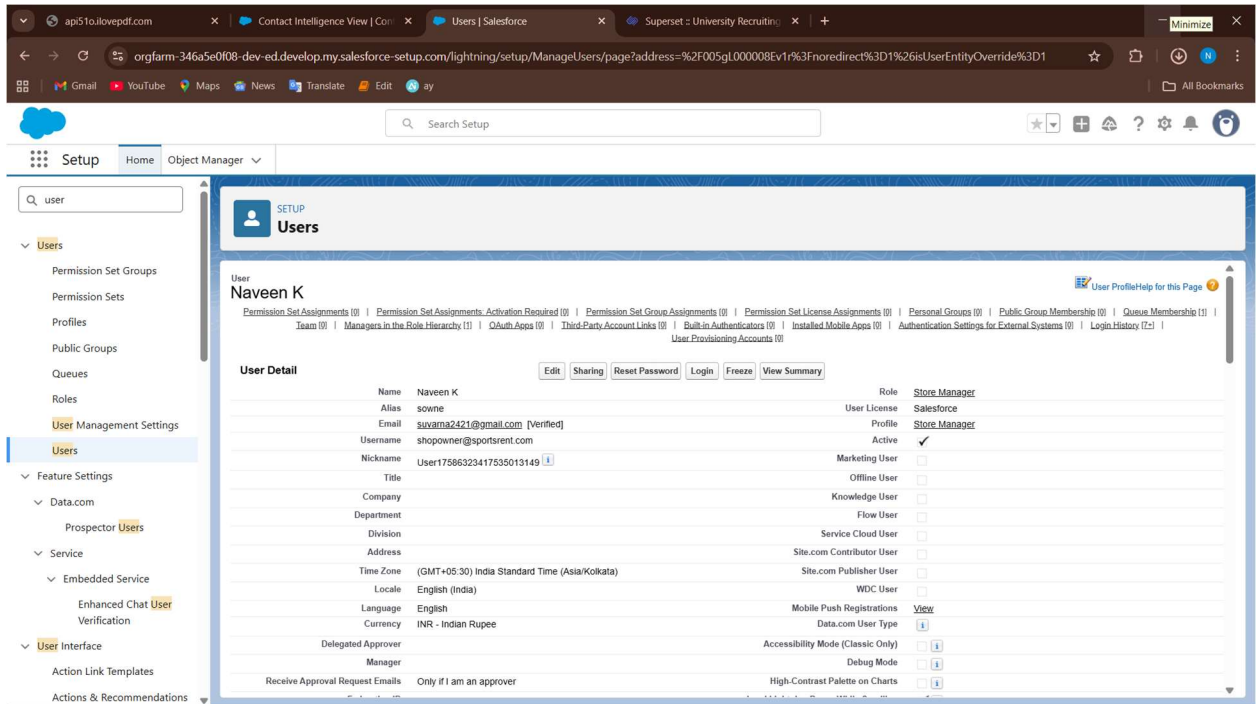 api51o.ilovepdf.com
Contact Intelligence View | Con
Users | Salesforce
Superset :: University Recruiting
Minimize
orgfarm-346a5e0f08-dev-ed.develop.my.salesforce-setup.com/lightning/setup/ManageUsers/page?address=%2F005gL000008Ev1r%3Fnoredirect%3D1%26isUserEntityOverride%3D1
N
Gmail YouTube Maps News Translate Edit ay All Bookmarks
Search Setup
Setup Home Object Manager
user
Users
Permission Set Groups
Permission Sets
Profiles
Public Groups
Queues
Roles
User Management Settings
Users
Feature Settings
Data.com
Prospector Users
Service
Embedded Service
Enhanced Chat User
Verification
User Interface
Action Link Templates
Actions & Recommendations
SETUP
Users
User
Naveen K
User Profile Help for this Page
Permission Set Assignments [0] | Permission Set Assignments: Activation Required [0] | Permission Set Group Assignments [0] | Permission Set License Assignments [0] | Personal Groups [0] | Public Group Membership [0] | Queue Membership [1] |
Team [0] | Managers in the Role Hierarchy [1] | OAuth Apps [0] | Third-Party Account Links [0] | Built-in Authenticators [0] | Installed Mobile Apps [0] | Authentication Settings for External Systems [0] | Login History [7+] |
User Provisioning Accounts [0]
User Detail Edit Sharing Reset Password Login Freeze View Summary
Name Naveen K Role Store Manager
Alias sowne User License Salesforce
Email suvarna2421@gmail.com [Verified] Profile Store Manager
Username shopowner@sportsrent.com Active ✓
Nickname User17586323417535013149 i Marketing User
Title Offline User
Company Knowledge User
Department Flow User
Division Service Cloud User
Address Site.com Contributor User
Time Zone (GMT+05:30) India Standard Time (Asia/Kolkata) Site.com Publisher User
Locale English (India) WDC User
Language English Mobile Push Registrations View
Currency INR - Indian Rupee Data.com User Type i
Delegated Approver Accessibility Mode (Classic Only) i
Manager Debug Mode i
Receive Approval Request Emails Only if I am an approver High-Contrast Palette on Charts i